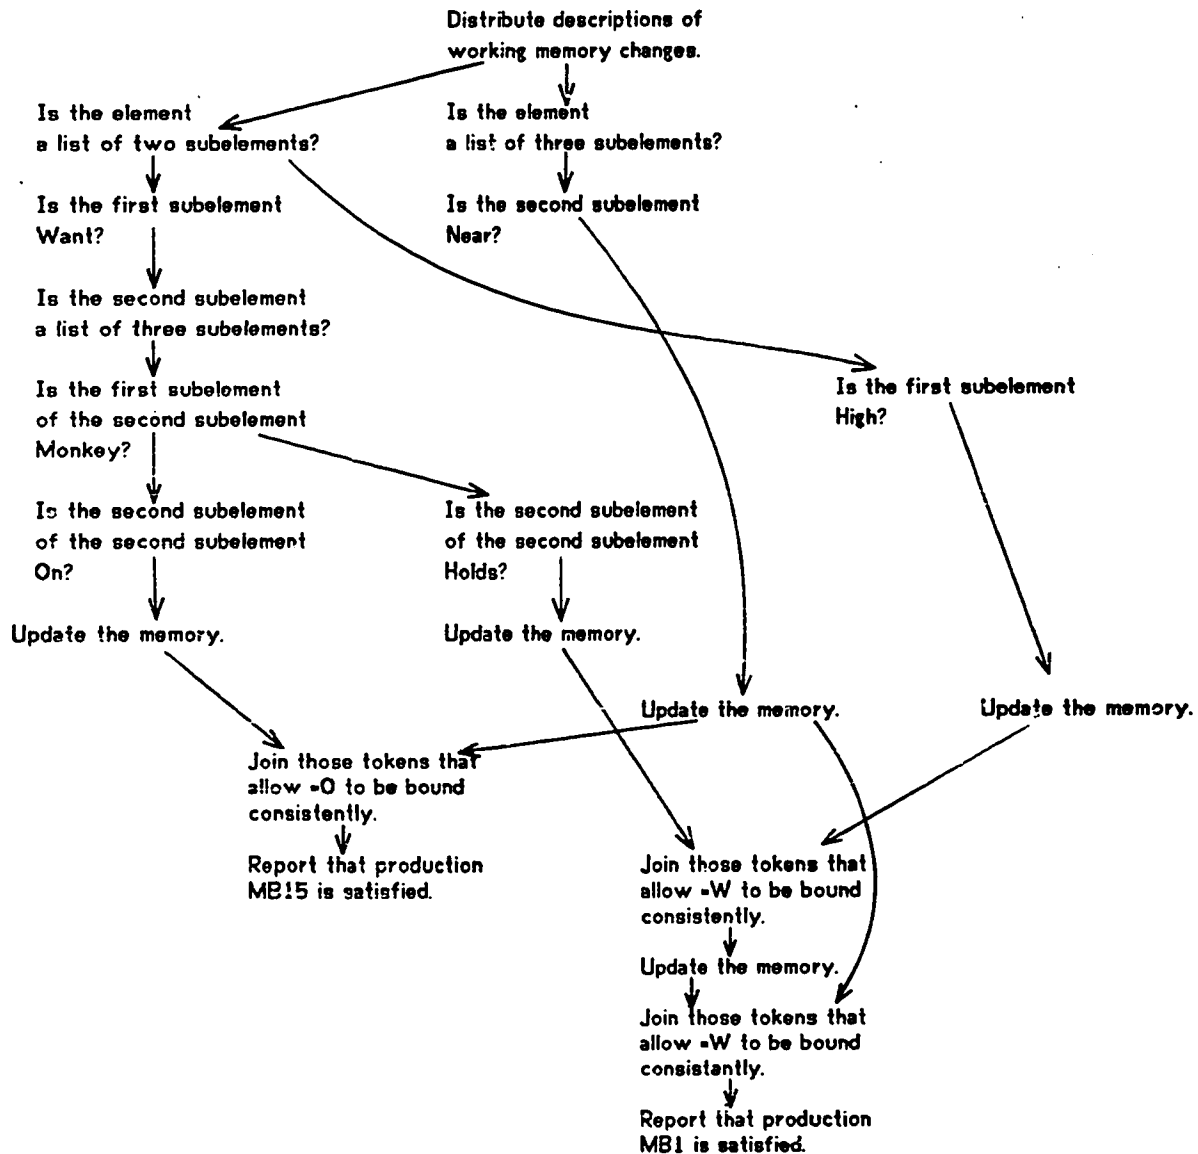 Distribute descriptions of
working memory changes.
Is the element
a list of two subelements?
Is the element
a list of three subelements?
Is the first subelement
Want?
Is the second subelement
Near?
Is the second subelement
a list of three subelements?
Is the first subelement
of the second subelement
Monkey?
Is the first subelement
High?
Is the second subelement
of the second subelement
On?
Is the second subelement
of the second subelement
Holds?
Update the memory.
Update the memory.
Update the memory.
Update the memory.
Join those tokens that
allow =O to be bound
consistently.
Report that production
MB15 is satisfied.
Join those tokens that
allow =W to be bound
consistently.
Update the memory.
Join those tokens that
allow =W to be bound
consistantly.
Report that production
MB1 is satisfied.